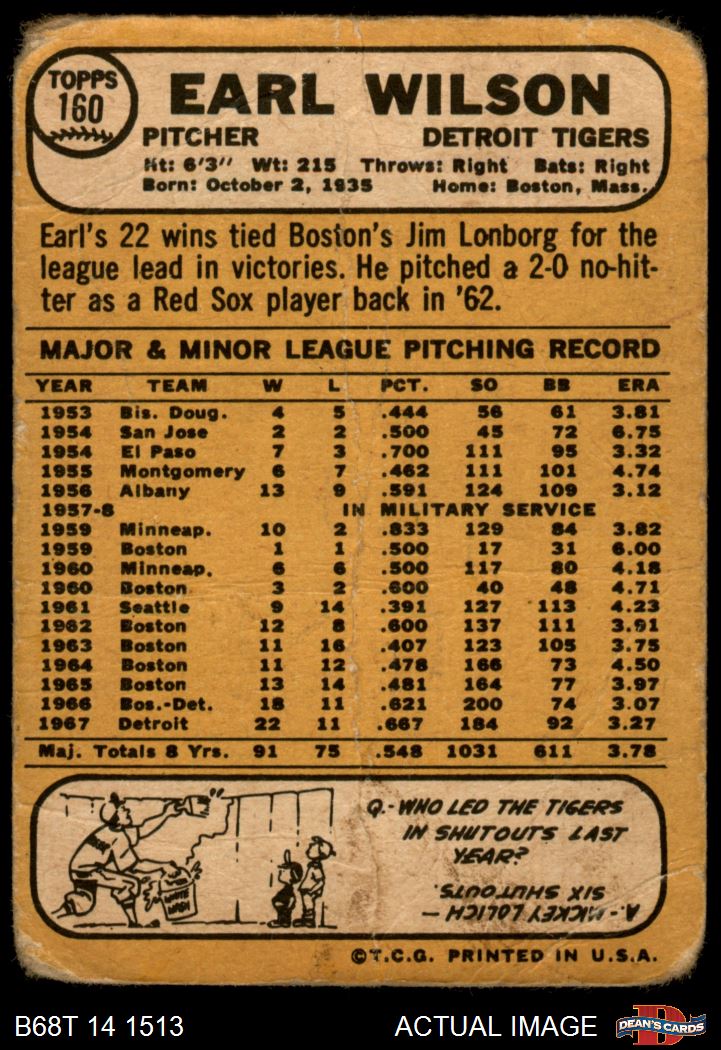 TOPPS
160
EARL WILSON
PITCHER DETROIT TIGERS
Ht: 6'3" Wt: 215 Throws: Right Bats: Right
Born: October 2, 1935 Home: Boston, Mass.
Earl's 22 wins tied Boston's Jim Lonborg for the
league lead in victories. He pitched a 2-0 no-hit-
ter as a Red Sox player back in '62.
MAJOR & MINOR LEAGUE PITCHING RECORD
YEAR TEAM W L PCT. SO BB ERA
1953 Bis. Doug. 4 5 .444 56 61 3.81
1954 San Jose 2 2 .500 45 72 6.75
1954 El Paso 7 3 .700 111 95 3.32
1955 Montgomery 6 7 .462 111 101 4.74
1956 Albany 13 9 .591 124 109 3.12
1957-8 IN MILITARY SERVICE
1959 Minneap. 10 2 .833 129 84 3.82
1959 Boston 1 1 .500 17 31 6.00
1960 Minneap. 6 6 .500 117 80 4.18
1960 Boston 3 2 .600 40 48 4.71
1961 Seattle 9 14 .391 127 113 4.23
1962 Boston 12 8 .600 137 111 3.91
1963 Boston 11 16 .407 123 105 3.75
1964 Boston 11 12 .478 166 73 4.50
1965 Boston 13 14 .481 164 77 3.97
1966 Bos.-Det. 18 11 .621 200 74 3.07
1967 Detroit 22 11 .667 184 92 3.27
Maj. Totals 8 Yrs. 91 75 .548 1031 611 3.78
Q.- WHO LED THE TIGERS
IN SHUTOUTS LAST
YEAR?
A.- MICKEY LOLICH —
SIX SHUTOUTS.
©T.C.G. PRINTED IN U.S.A.
B68T 14 1513 ACTUAL IMAGE
D
DEAN'S CARDS